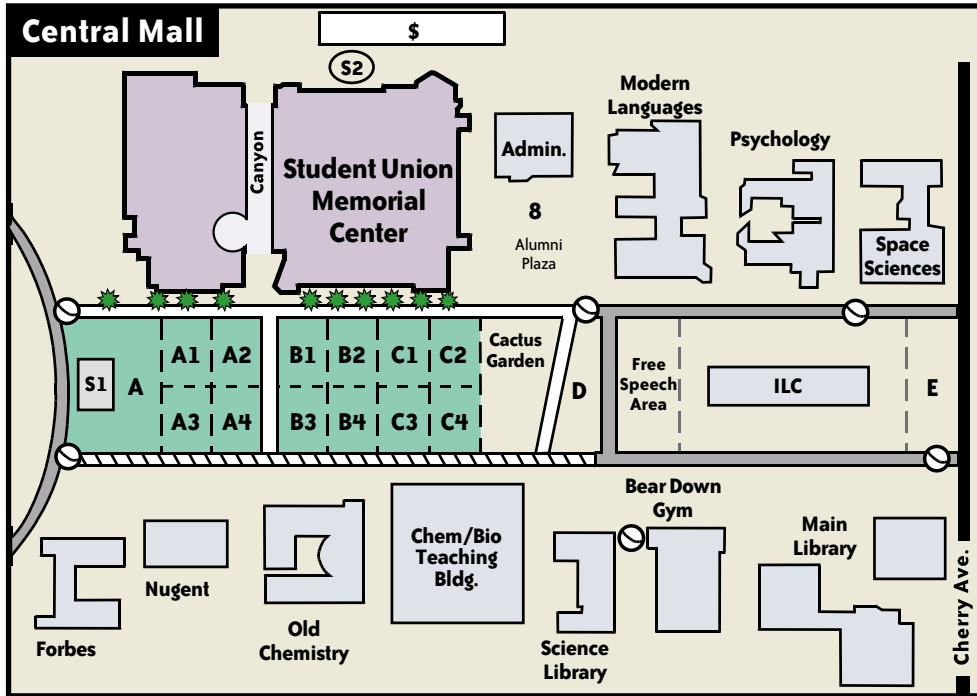 Central Mall
$
S2
Modern
Languages
Psychology
Canyon
Student Union
Memorial
Center
Admin.
8
Alumni
Plaza
Space
Sciences
S1
A
A1
A2
A3
A4
B1
B2
B3
B4
C1
C2
C3
C4
Cactus
Garden
D
Free
Speech
Area
ILC
E
Forbes
Nugent
Old
Chemistry
Chem/Bio
Teaching
Bldg.
Science
Library
Bear Down
Gym
Main
Library
Cherry Ave.